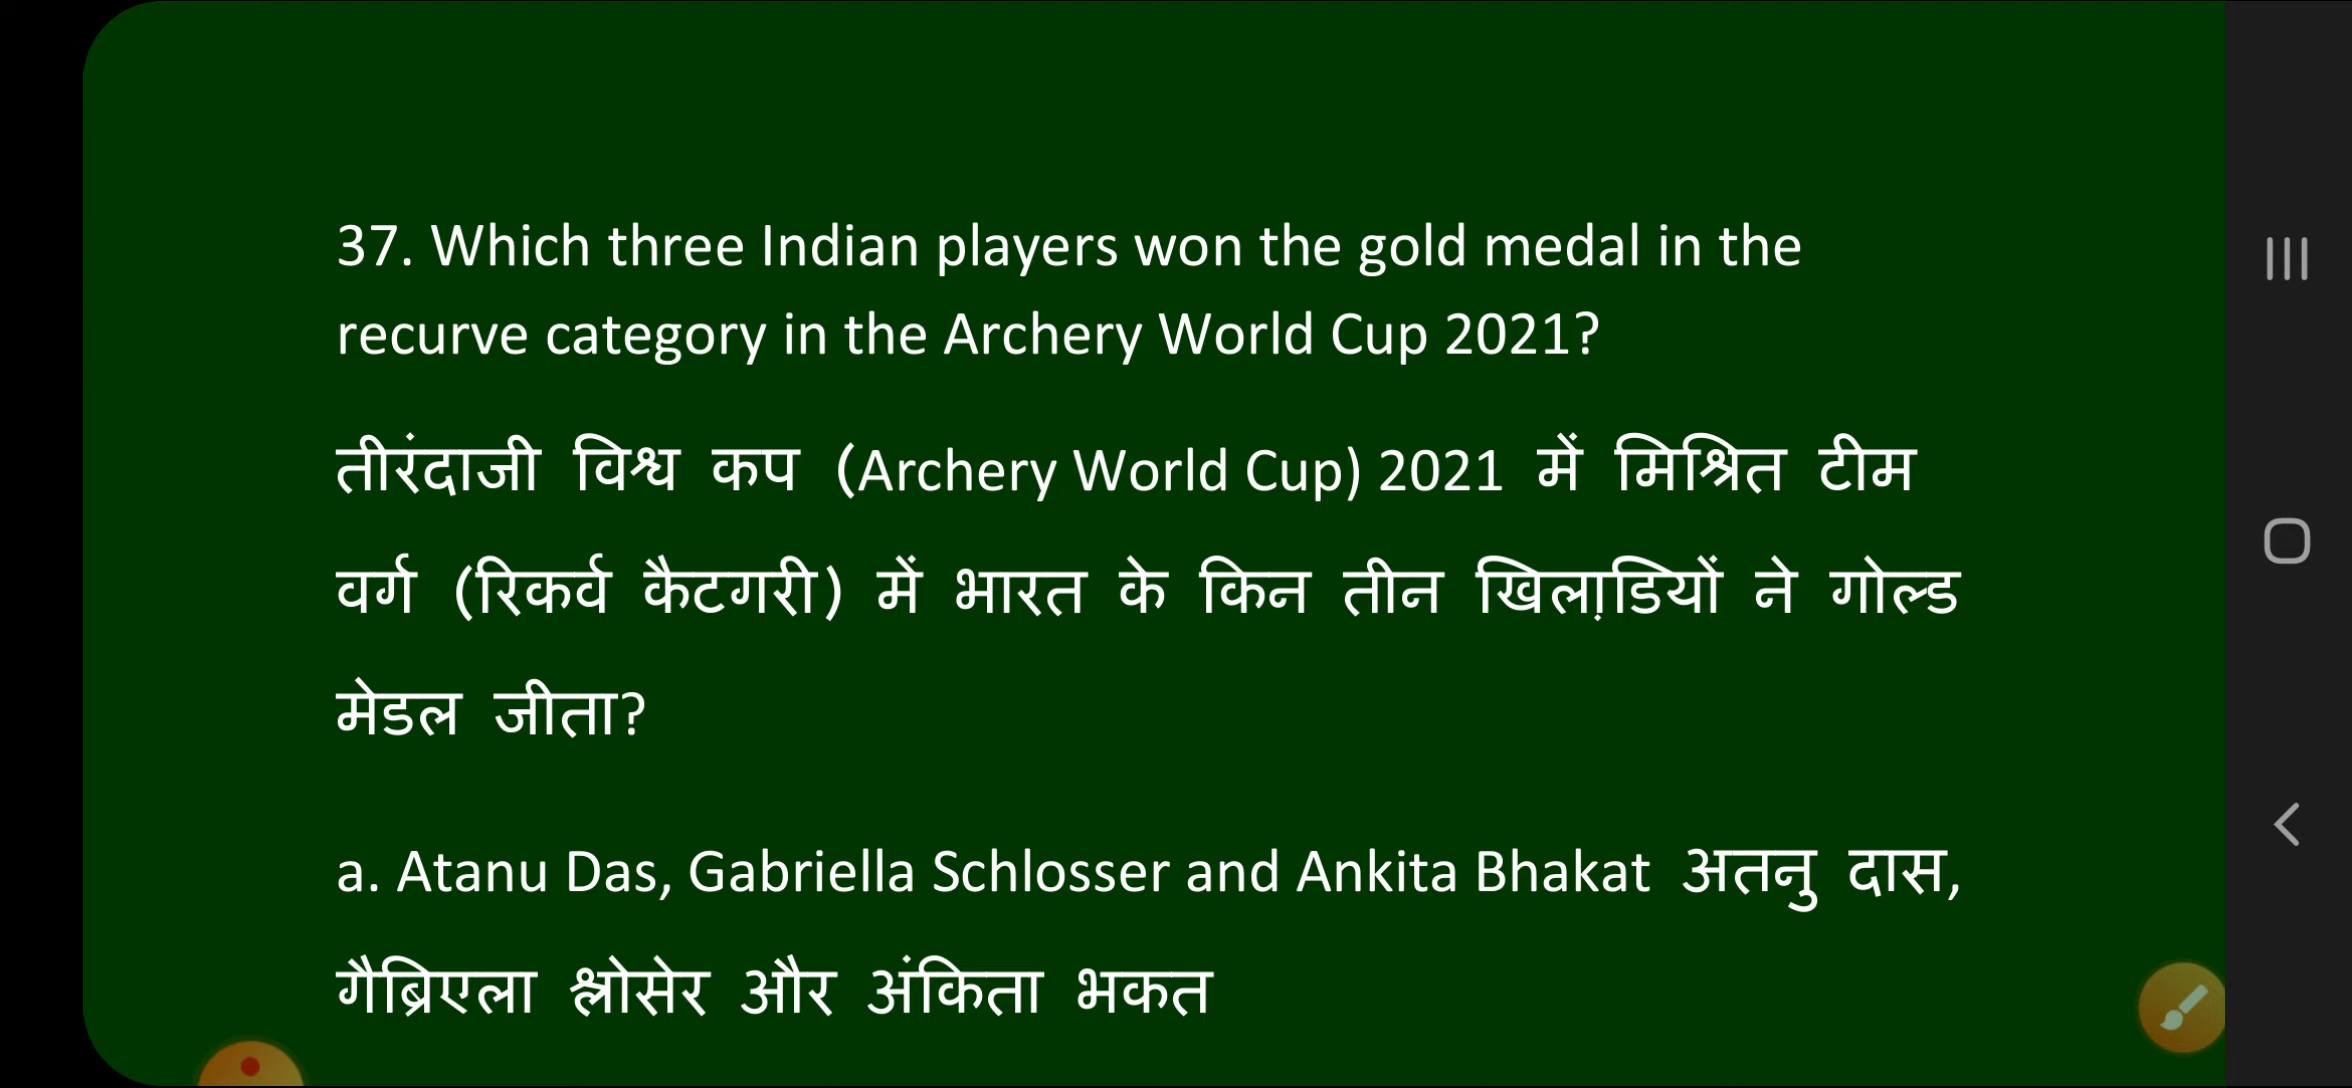 37. Which three Indian players won the gold medal in the
recurve category in the Archery World Cup 2021?
तीरंदाजी विश्व कप (Archery World Cup) 2021 में मिश्रित टीम
वर्ग (रिकर्व कैटगरी) में भारत के किन तीन खिला़डियों ने गोल्ड
मेडल जीता?
a. Atanu Das, Gabriella Schlosser and Ankita Bhakat अतनु दास,
गैब्रिएला श्लोसेर और अंकिता भकत